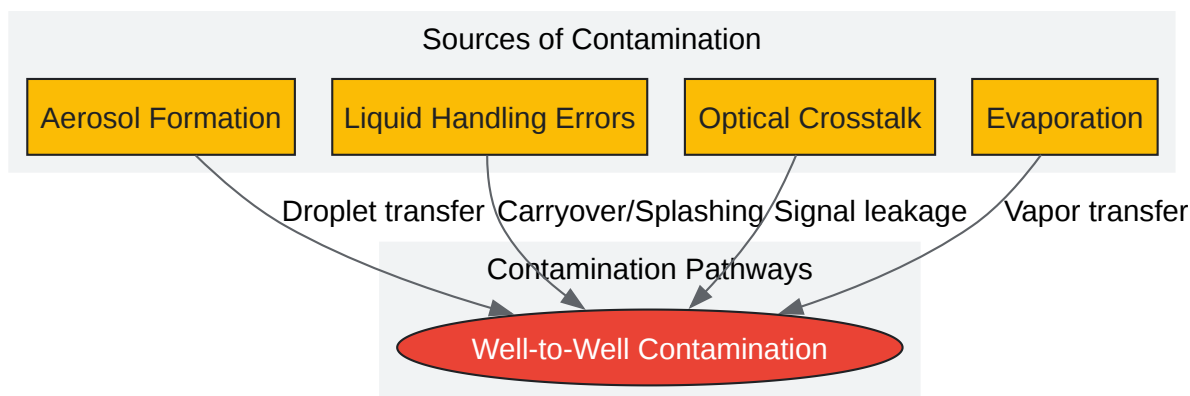 Sources of Contamination
Aerosol Formation
Liquid Handling Errors
Optical Crosstalk
Evaporation
Droplet transfer
Carryover/Splashing
Signal leakage
Vapor transfer
Contamination Pathways
Well-to-Well Contamination